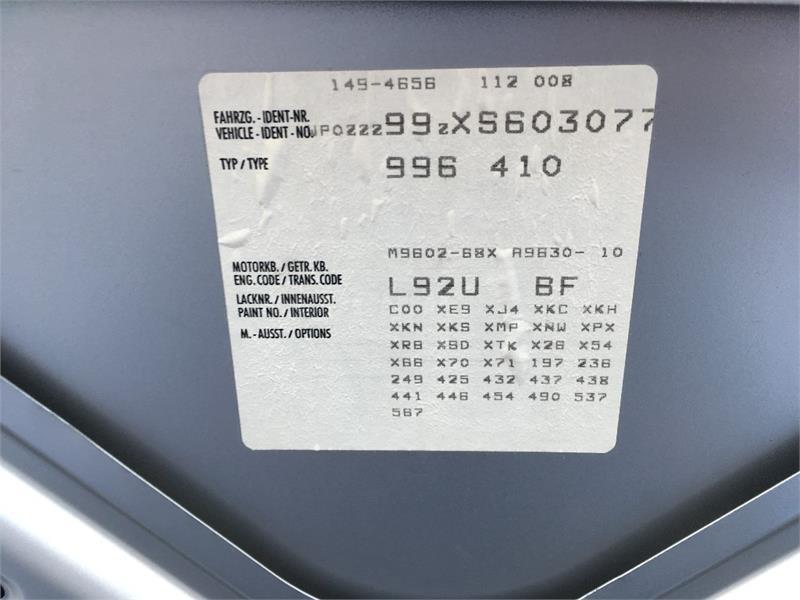 149-4656 112 008
FAHRZG.-IDENT-NR.
VEHICLE-IDENT-NO. WP0ZZZ99ZXS603077
TYP/TYPE 996 410
M9602-68X A9630- 10
MOTORKB./GETR.KB.
ENG.CODE/TRANS.CODE L92U BF
LACKNR./INNENAUSST. C00 XE9 XJ4 XKC XKH
PAINT NO./INTERIOR XKN XKS XMP XNW XPX
M.-AUSST./OPTIONS XRB XSD XTK X26 X54
X66 X70 X71 197 236
249 425 432 437 438
441 446 454 490 537
567